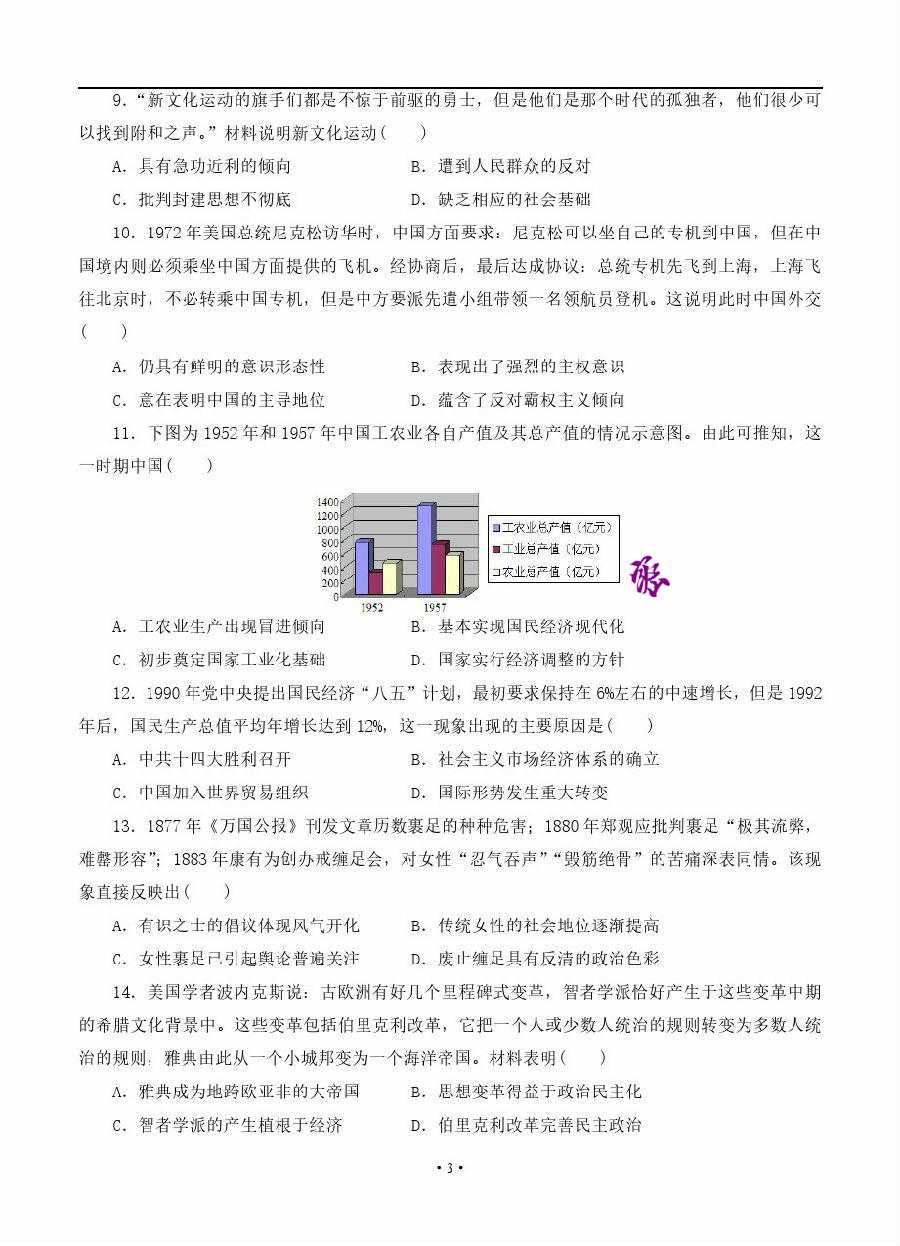 9．“新文化运动的旗手们都是不惊于前驱的勇士，但是他们是那个时代的孤独者，他们很少可
以找到附和之声。”材料说明新文化运动(　　)
A．具有急功近利的倾向　B．遭到人民群众的反对
C．批判封建思想不彻底　D．缺乏相应的社会基础
10．1972年美国总统尼克松访华时，中国方面要求：尼克松可以坐自己的专机到中国，但在中
国境内则必须乘坐中国方面提供的飞机。经协商后，最后达成协议：总统专机先飞到上海，上海飞
往北京时，不必转乘中国专机，但是中方要派先遣小组带领一名领航员登机。这说明此时中国外交
(　　)
A．仍具有鲜明的意识形态性　B．表现出了强烈的主权意识
C．意在表明中国的主导地位　D．蕴含了反对霸权主义倾向
11．下图为1952年和1957年中国工农业各自产值及其总产值的情况示意图。由此可推知，这
一时期中国(　　)
1400
1200
1000
800
600
400
200
0
1952　1957
工农业总产值（亿元）
工业总产值（亿元）
农业总产值（亿元）
A．工农业生产出现冒进倾向　B．基本实现国民经济现代化
C．初步奠定国家工业化基础　D．国家实行经济调整的方针
12．1990年党中央提出国民经济“八五”计划，最初要求保持在6%左右的中速增长，但是1992
年后，国民生产总值平均年增长达到12%，这一现象出现的主要原因是(　　)
A．中共十四大胜利召开　B．社会主义市场经济体系的确立
C．中国加入世界贸易组织　D．国际形势发生重大转变
13．1877年《万国公报》刊发文章历数裹足的种种危害；1880年郑观应批判裹足“极其流弊，
难罄形容”；1883年康有为创办戒缠足会，对女性“忍气吞声”“毁筋绝骨”的苦痛深表同情。该现
象直接反映出(　　)
A．有识之士的倡议体现风气开化　B．传统女性的社会地位逐渐提高
C．女性裹足已引起舆论普遍关注　D．废止缠足具有反清的政治色彩
14．美国学者波内克斯说：古欧洲有好几个里程碑式变革，智者学派恰好产生于这些变革中期
的希腊文化背景中。这些变革包括伯里克利改革，它把一个人或少数人统治的规则转变为多数人统
治的规则，雅典由此从一个小城邦变为一个海洋帝国。材料表明(　　)
A．雅典成为地跨欧亚非的大帝国　B．思想变革得益于政治民主化
C．智者学派的产生植根于经济　D．伯里克利改革完善民主政治
·3·